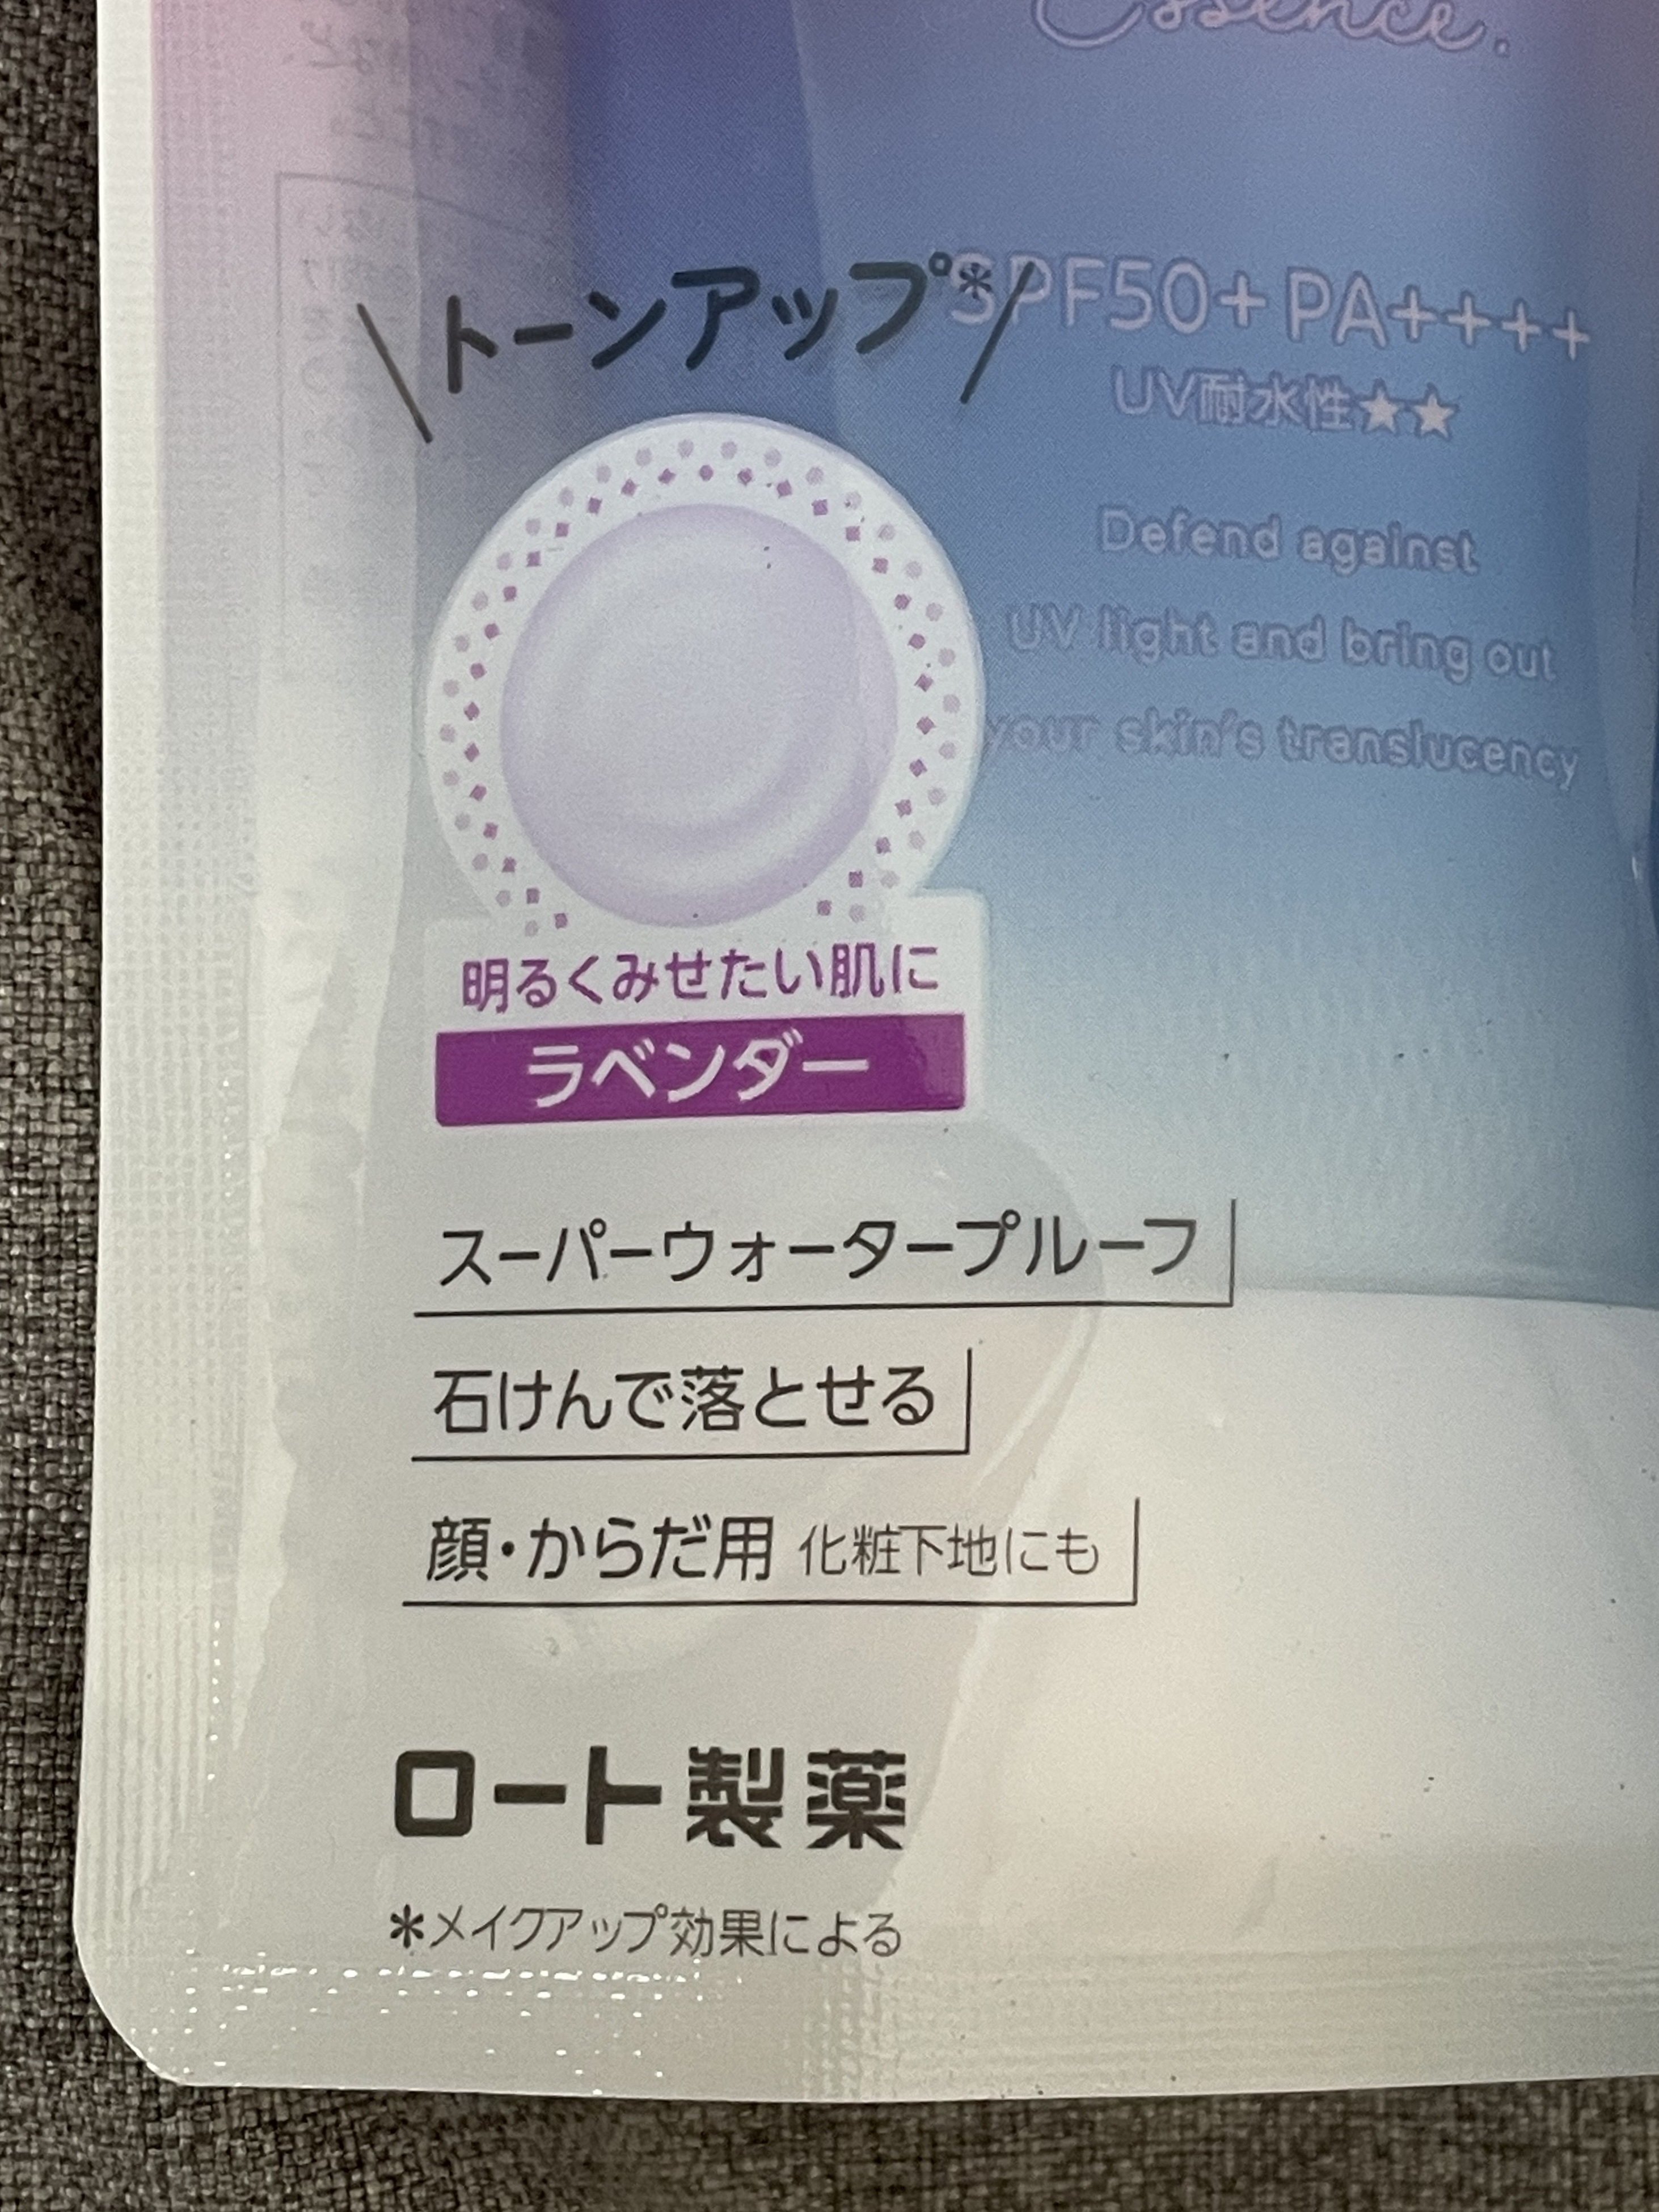 Essence.
SPF50+ PA++++
UV耐水性★★
Defend against
UV light and bring out
your skin's translucency
\トーンアップ*/
明るくみせたい肌に
ラベンダー
スーパーウォータープルーフ
石けんで落とせる
顔・からだ用 化粧下地にも
ロート製薬
*メイクアップ効果による